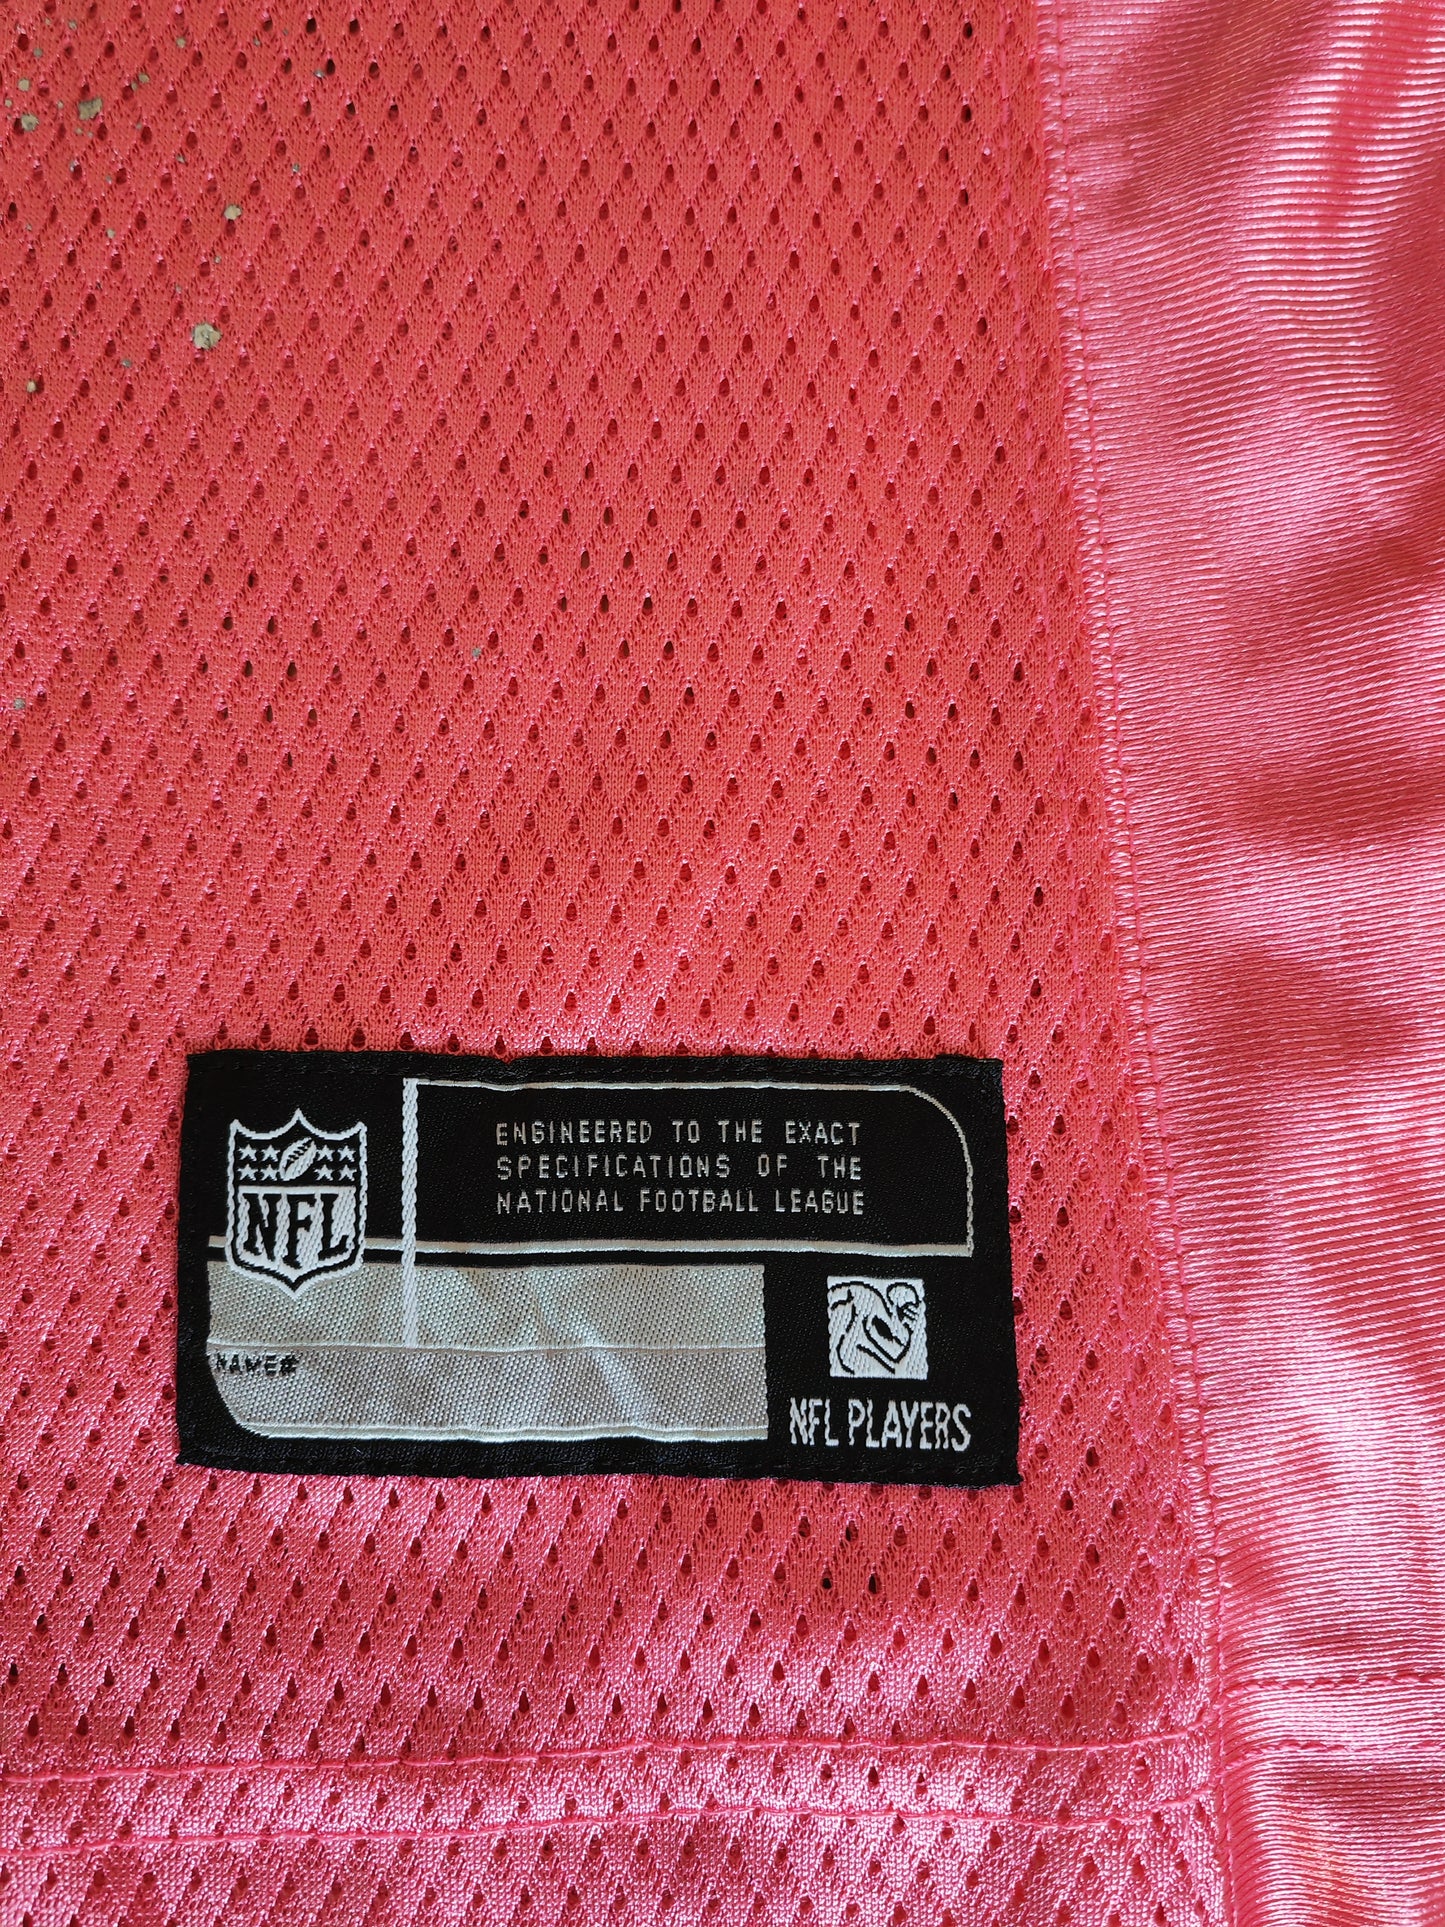 ENGINEERED TO THE EXACT
SPECIFICATIONS OF THE
NATIONAL FOOTBALL LEAGUE
NFL
NAME#
NFL PLAYERS